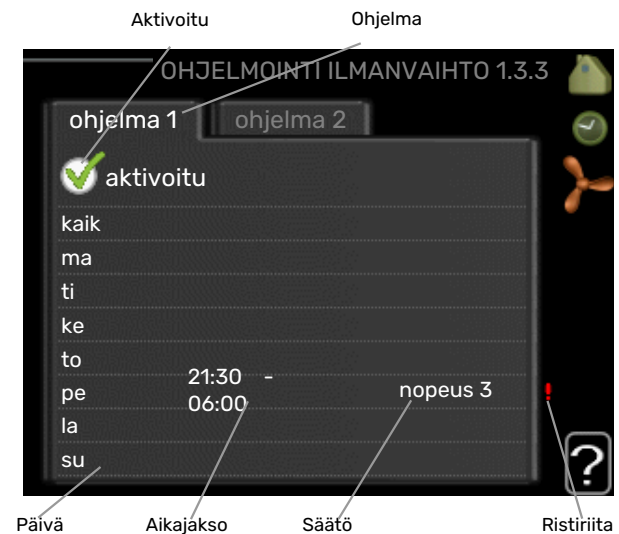 Aktivoitu Ohjelma
OHJELMOINTI ILMANVAIHTO 1.3.3
ohjelma 1 ohjelma 2
aktivoitu
kaik
ma
ti
ke
to
pe 21:30 - 06:00 nopeus 3 !
la
su
?
Päivä Aikajakso Säätö Ristiriita